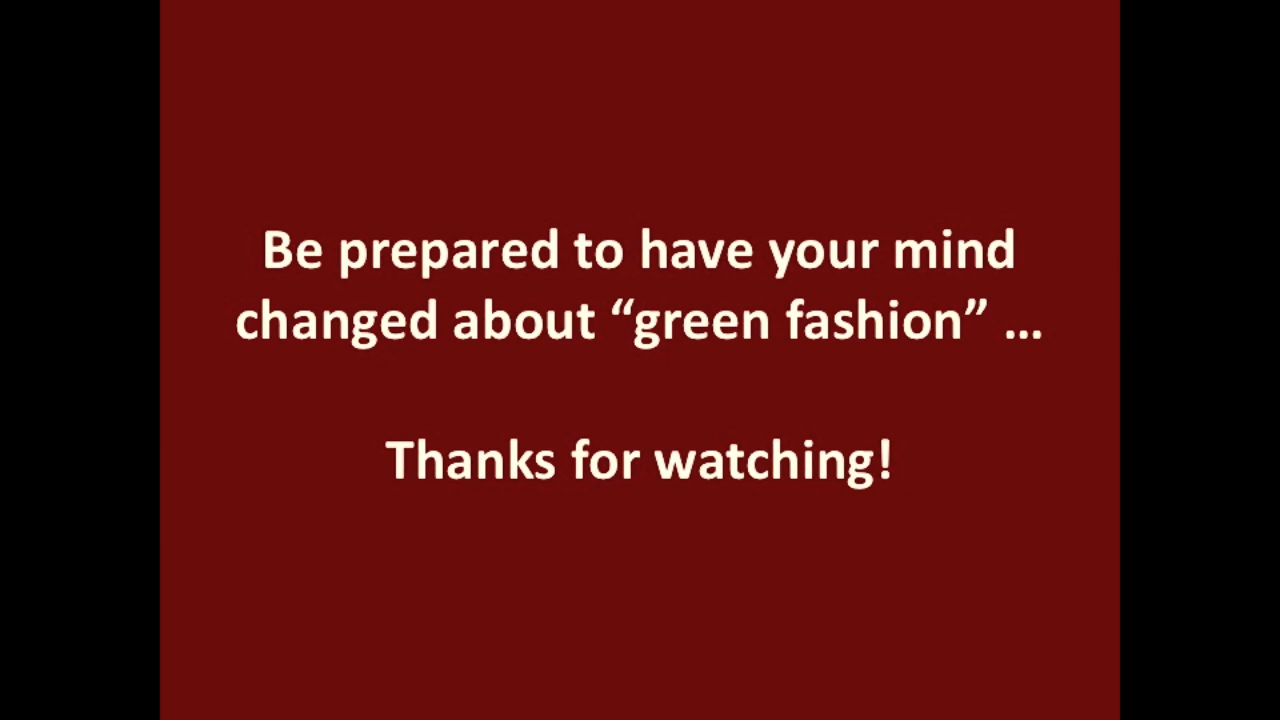 Be prepared to have your mind
changed about “green fashion” ...
Thanks for watching!